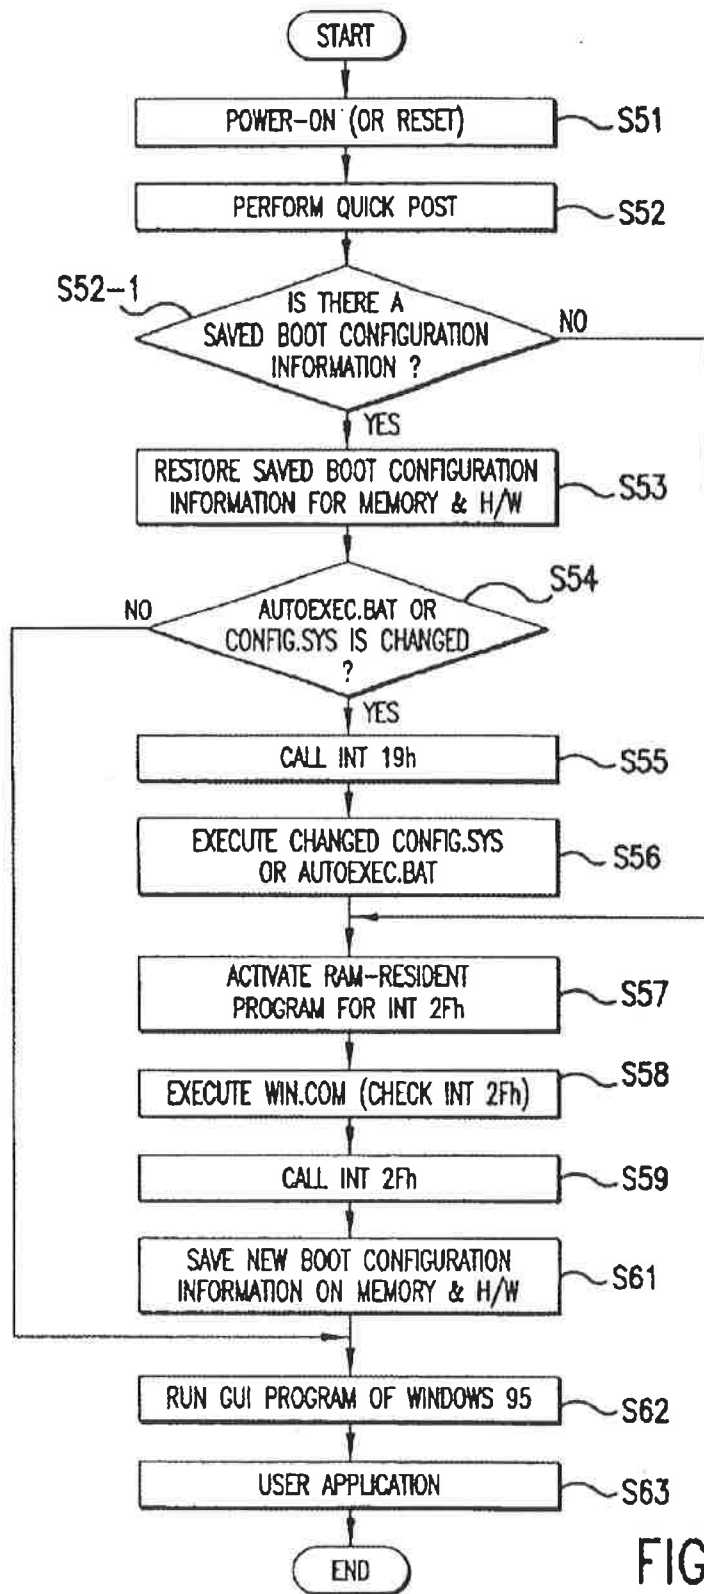 START
POWER-ON (OR RESET)
S51
PERFORM QUICK POST
S52
S52-1
IS THERE A
SAVED BOOT CONFIGURATION
INFORMATION ?
NO
YES
RESTORE SAVED BOOT CONFIGURATION
INFORMATION FOR MEMORY & H/W
S53
S54
NO
AUTOEXEC.BAT OR
CONFIG.SYS IS CHANGED
?
YES
CALL INT 19h
S55
EXECUTE CHANGED CONFIG.SYS
OR AUTOEXEC.BAT
S56
ACTIVATE RAM-RESIDENT
PROGRAM FOR INT 2Fh
S57
EXECUTE WIN.COM (CHECK INT 2Fh)
S58
CALL INT 2Fh
S59
SAVE NEW BOOT CONFIGURATION
INFORMATION ON MEMORY & H/W
S61
RUN GUI PROGRAM OF WINDOWS 95
S62
USER APPLICATION
S63
END
FIG